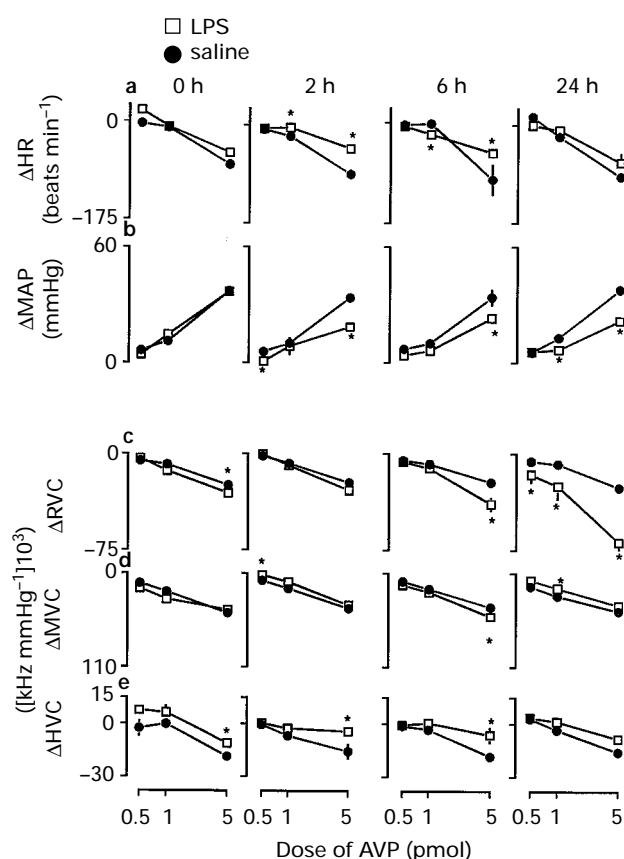 LPS
saline
a 0 h 2 h 6 h 24 h
ΔHR
(beats min⁻¹)
0
−175
* * * *
b
ΔMAP
(mmHg)
60
0
* * * * *
([kHz mmHg⁻¹]10³)
c
ΔRVC
0
−75
* * * * *
d
ΔMVC
0
110
* * *
e
ΔHVC
15
0
−30
* * *
0.5 1 5 0.5 1 5 0.5 1 5 0.5 1 5
Dose of AVP (pmol)